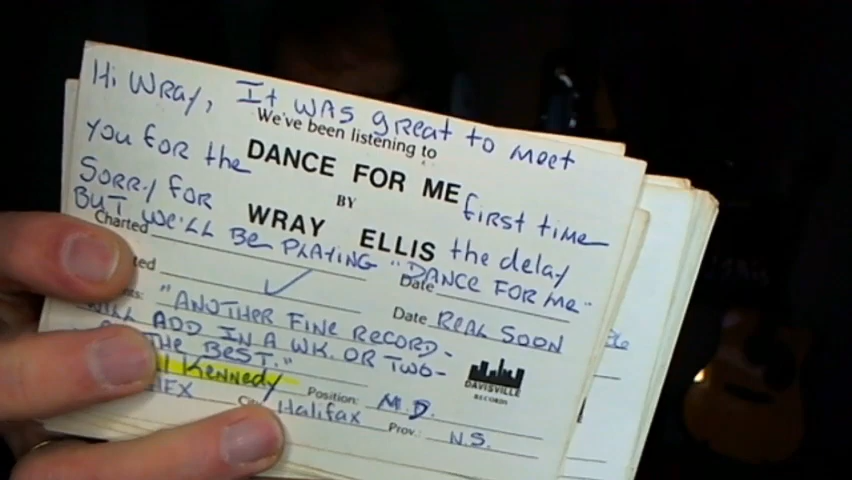 Hi Wray, It was great to meet
We've been listening to
you for the DANCE FOR ME first time
BY
Sorry for WRAY ELLIS the delay
But we'll be playing "Dance for me"
Charted
Date
ted
✓ Date Real soon
ts: "Another fine record-
will add in a wk. or two-
the best."
Kennedy Position: M.D.
DAVISVILLE
RECORDS
HFX Halifax Prov.: N.S.